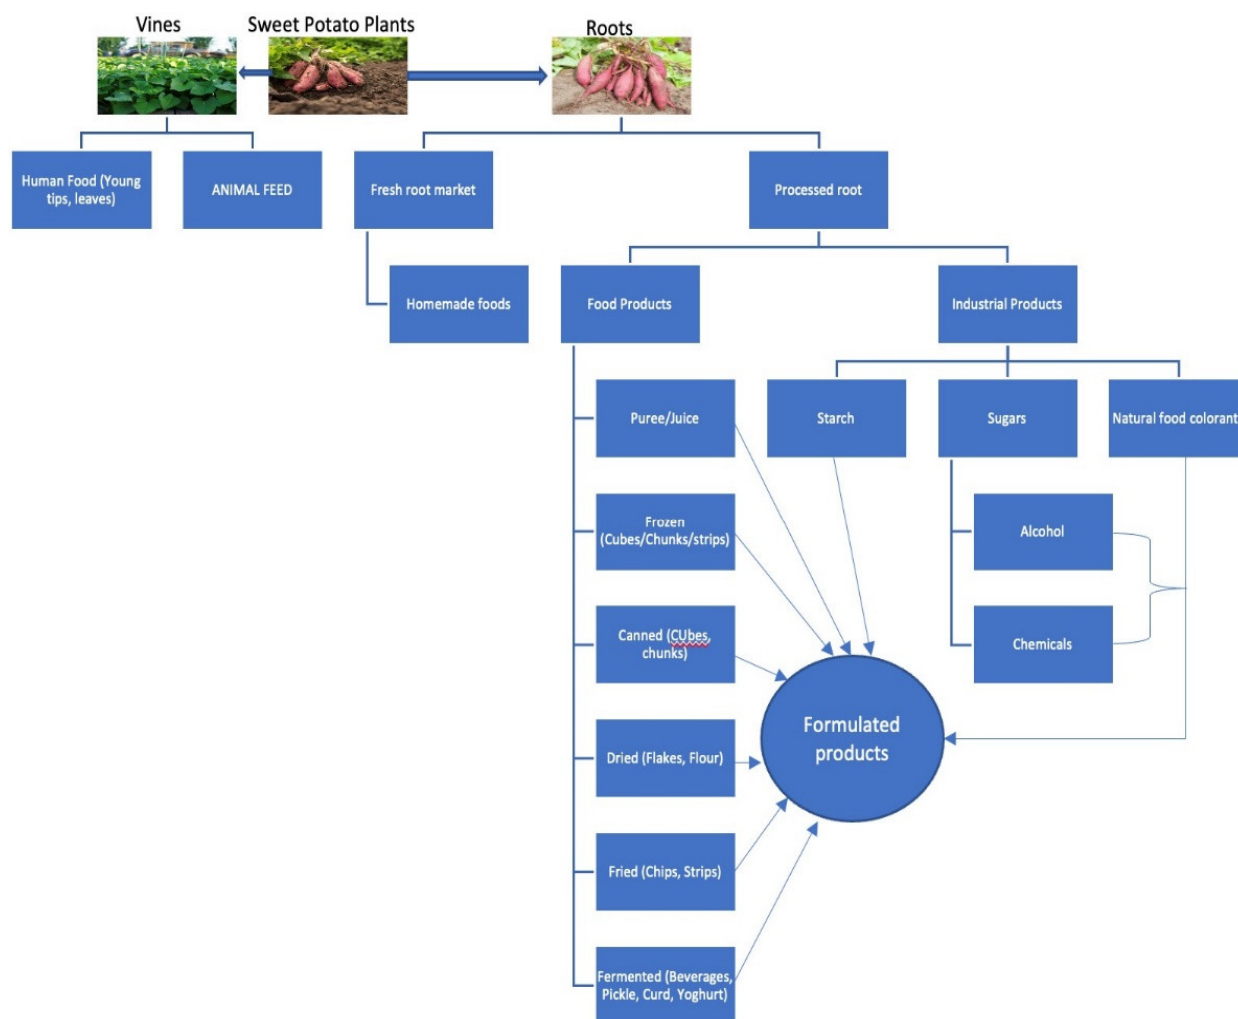 Vines
Sweet Potato Plants
Roots
Human Food (Young
tips, leaves)
ANIMAL FEED
Fresh root market
Processed root
Homemade foods
Food Products
Industrial Products
Puree/Juice
Starch
Sugars
Natural food colorant
Frozen
(Cubes/Chunks/strips)
Alcohol
Canned (CUbes,
chunks)
Chemicals
Formulated
products
Dried (Flakes, Flour)
Fried (Chips, Strips)
Fermented (Beverages,
Pickle, Curd, Yoghurt)